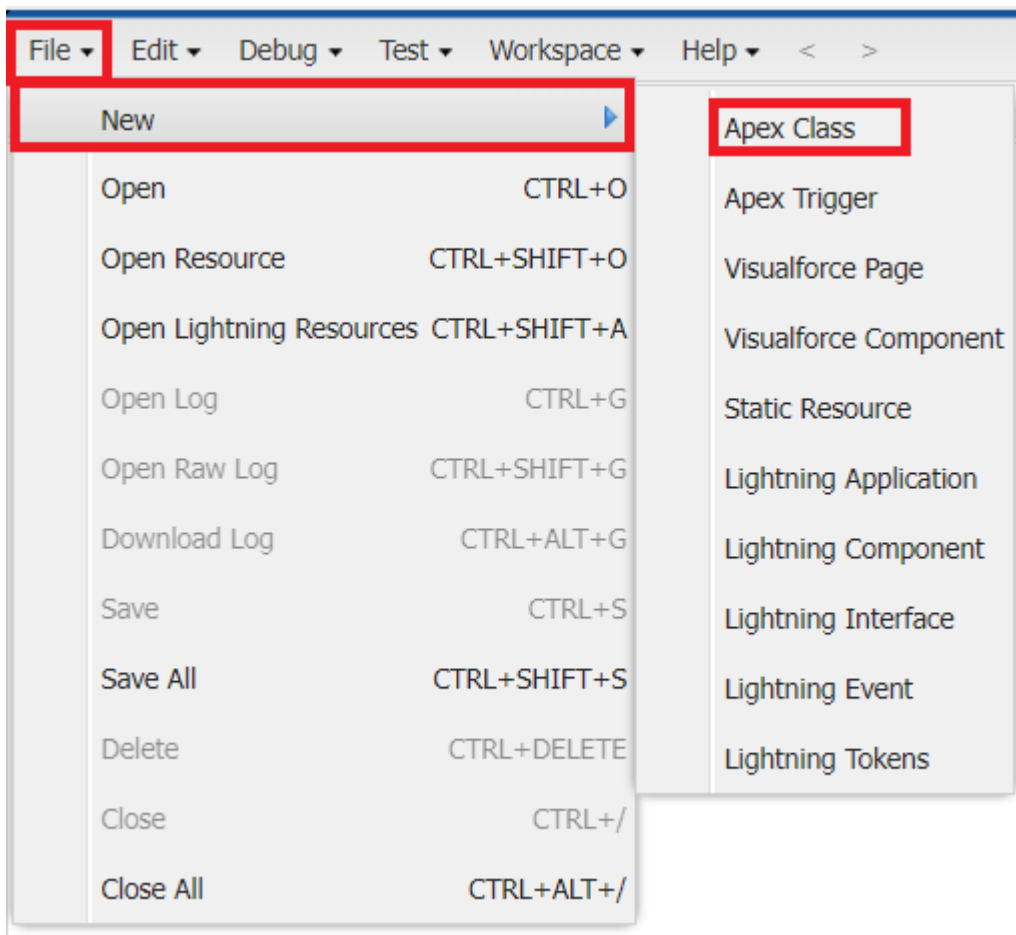 File Edit Debug Test Workspace Help < >
New
Open CTRL+O
Open Resource CTRL+SHIFT+O
Open Lightning Resources CTRL+SHIFT+A
Open Log CTRL+G
Open Raw Log CTRL+SHIFT+G
Download Log CTRL+ALT+G
Save CTRL+S
Save All CTRL+SHIFT+S
Delete CTRL+DELETE
Close CTRL+/
Close All CTRL+ALT+/
Apex Class
Apex Trigger
Visualforce Page
Visualforce Component
Static Resource
Lightning Application
Lightning Component
Lightning Interface
Lightning Event
Lightning Tokens